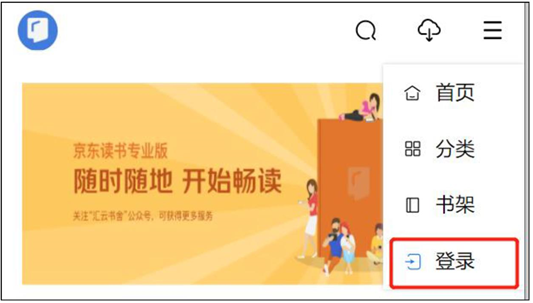 首页
分类
书架
登录
京东读书专业版
随时随地 开始畅读
关注“汇云书舍”公众号，可获得更多服务